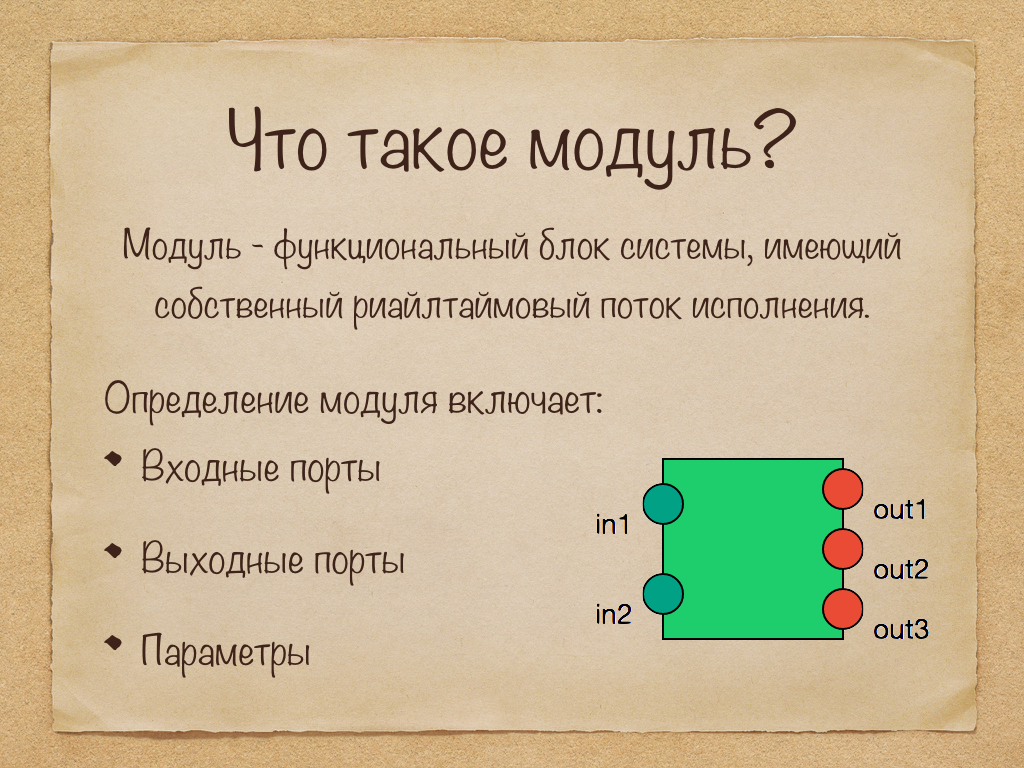 Что такое модуль?
Модуль - функциональный блок системы, имеющий
собственный риайлтаймовый поток исполнения.
Определение модуля включает:
Входные порты
Выходные порты
Параметры
in1
in2
out1
out2
out3